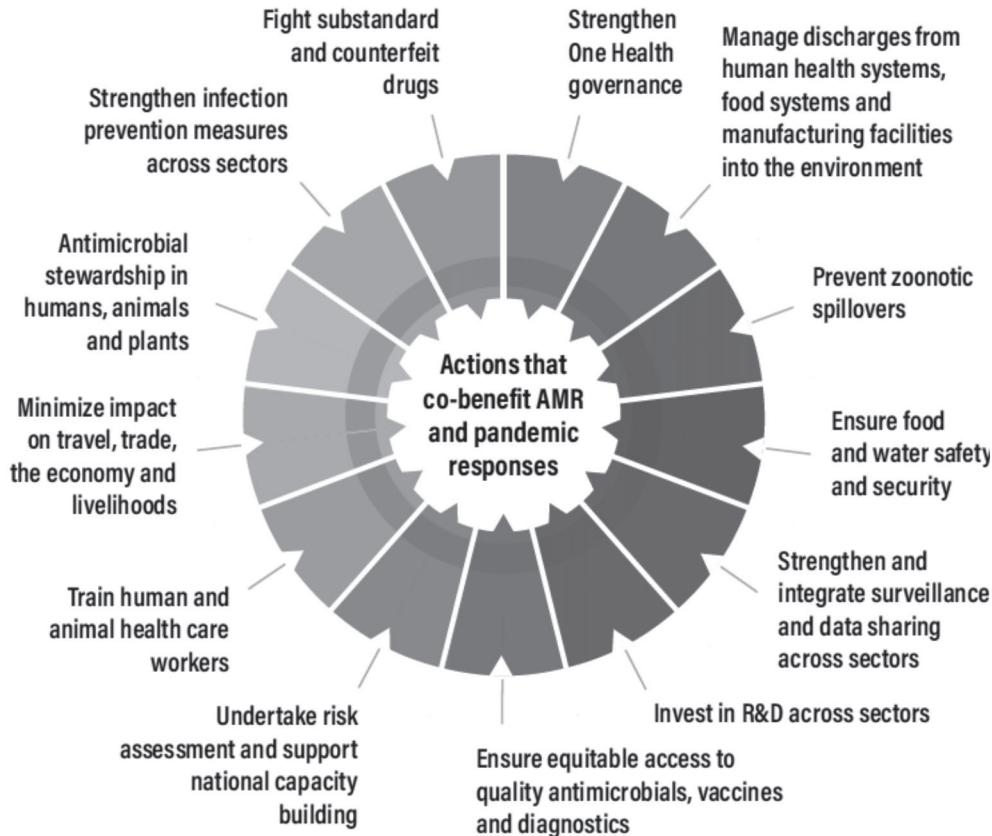 Fight substandard
and counterfeit
drugs
Strengthen
One Health
governance
Manage discharges from
human health systems,
food systems and
manufacturing facilities
into the environment
Prevent zoonotic
spillovers
Ensure food
and water safety
and security
Strengthen and
integrate surveillance
and data sharing
across sectors
Invest in R&D across sectors
Ensure equitable access to
quality antimicrobials, vaccines
and diagnostics
Undertake risk
assessment and support
national capacity
building
Train human and
animal health care
workers
Minimize impact
on travel, trade,
the economy and
livelihoods
Antimicrobial
stewardship in
humans, animals
and plants
Strengthen infection
prevention measures
across sectors
Actions that
co-benefit AMR
and pandemic
responses